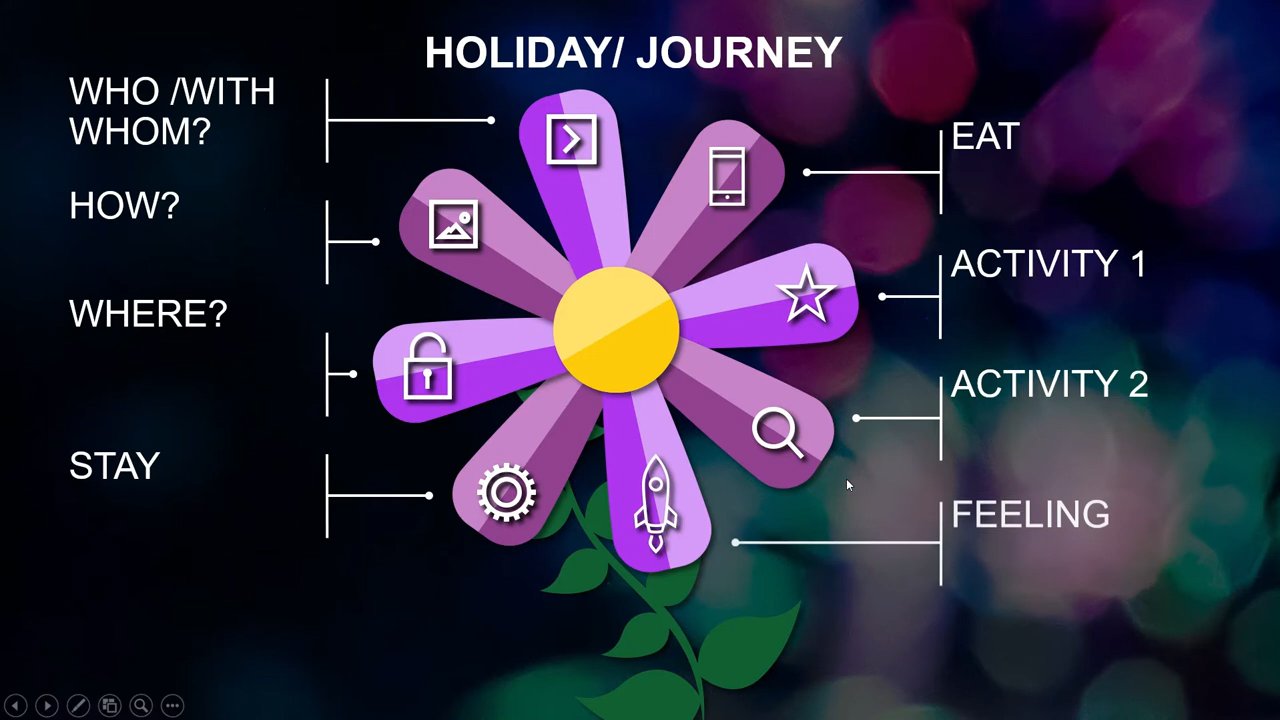 HOLIDAY/ JOURNEY
WHO /WITH
WHOM?
HOW?
WHERE?
STAY
EAT
ACTIVITY 1
ACTIVITY 2
FEELING